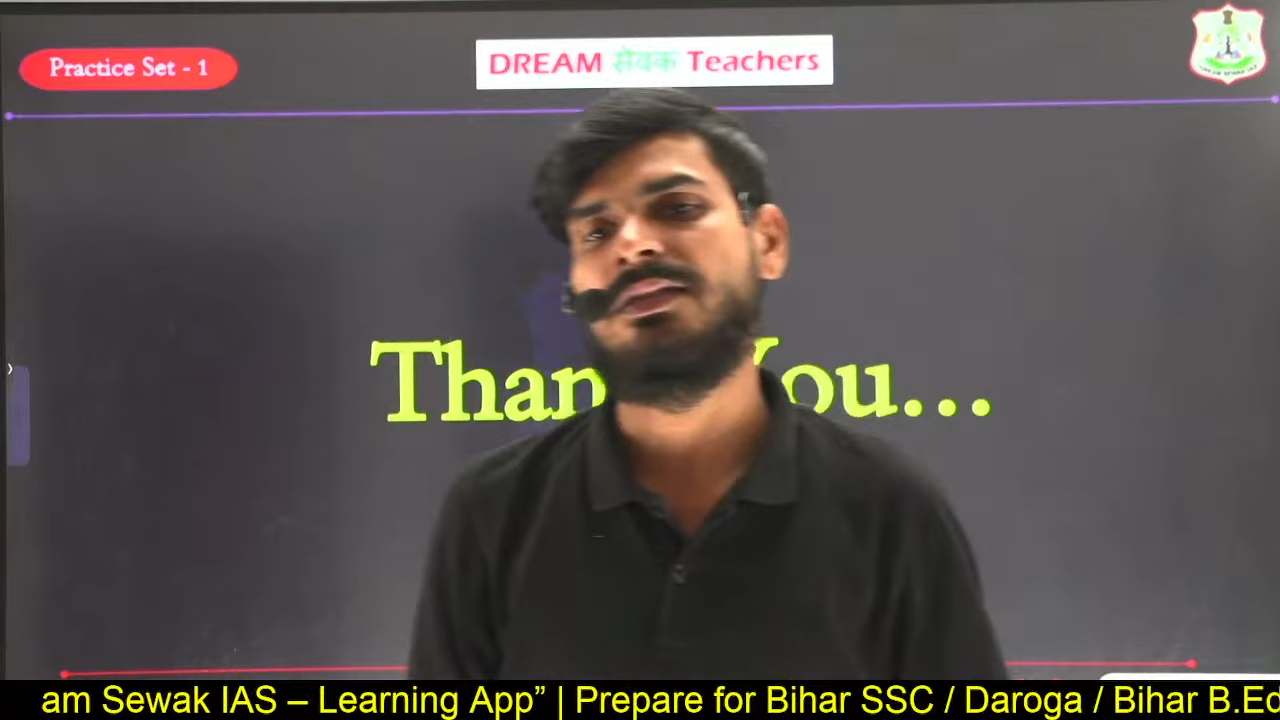 Practice Set - 1
DREAM सेवक Teachers
Than You...
am Sewak IAS – Learning App” | Prepare for Bihar SSC / Daroga / Bihar B.Ed